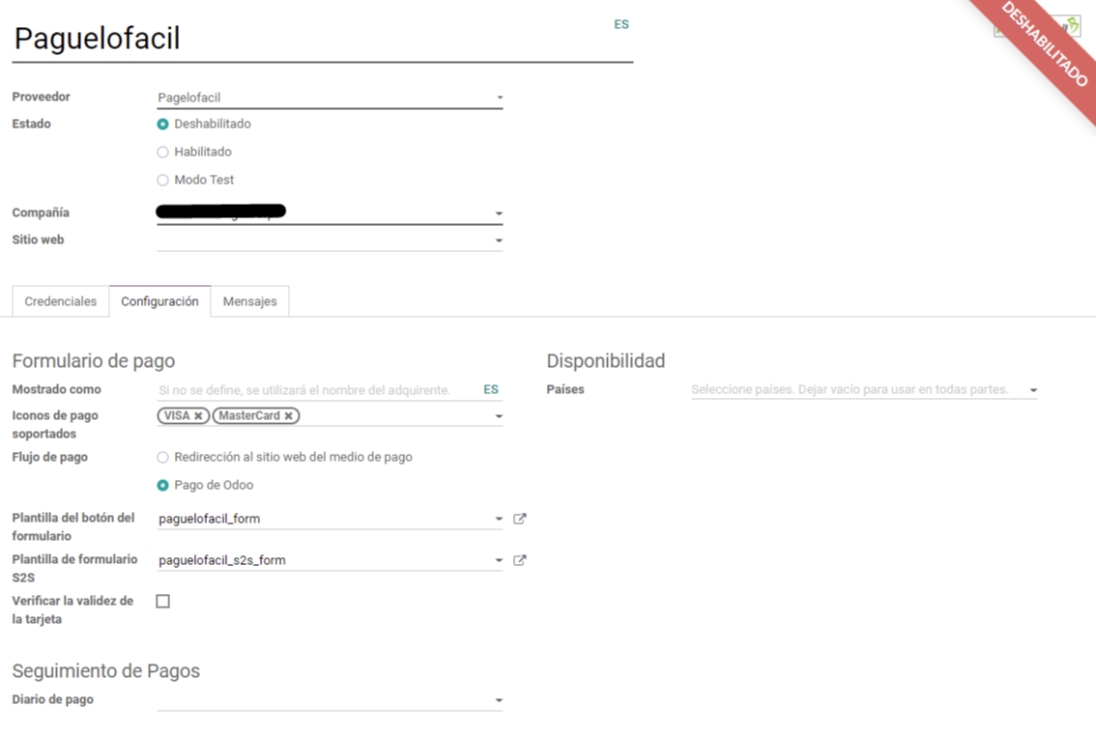 Paguelofacil
ES
DESHABILITADO
Proveedor
Pagelofacil
Estado
Deshabilitado
Habilitado
Modo Test
Compañía
Sitio web
Credenciales
Configuración
Mensajes
Formulario de pago
Disponibilidad
Mostrado como
Si no se define, se utilizará el nombre del adquirente.
ES
Países
Seleccione países. Dejar vacío para usar en todas partes.
Iconos de pago
soportados
VISA ✖ MasterCard ✖
Flujo de pago
Redirección al sitio web del medio de pago
Pago de Odoo
Plantilla del botón del
formulario
paguelofacil_form
Plantilla de formulario
S2S
paguelofacil_s2s_form
Verificar la validez de
la tarjeta
Seguimiento de Pagos
Diario de pago